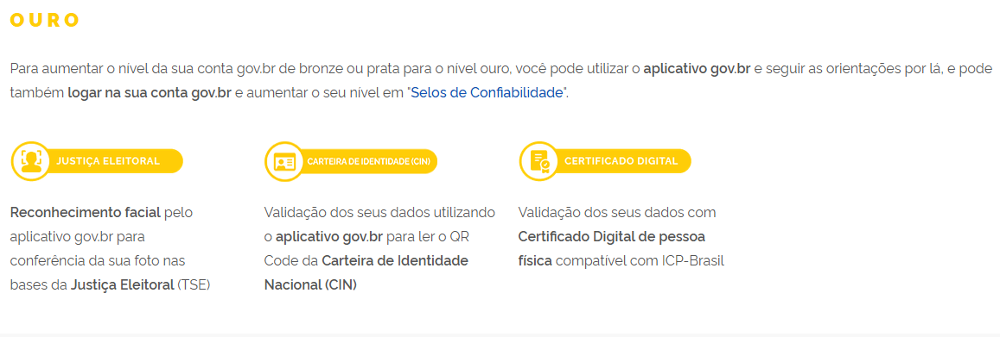 OURO
Para aumentar o nível da sua conta gov.br de bronze ou prata para o nível ouro, você pode utilizar o aplicativo gov.br e seguir as orientações por lá, e pode
também logar na sua conta gov.br e aumentar o seu nível em "Selos de Confiabilidade".
JUSTIÇA ELEITORAL
Reconhecimento facial pelo
aplicativo gov.br para
conferência da sua foto nas
bases da Justiça Eleitoral (TSE)
CARTEIRA DE IDENTIDADE (CIN)
Validação dos seus dados utilizando
o aplicativo gov.br para ler o QR
Code da Carteira de Identidade
Nacional (CIN)
CERTIFICADO DIGITAL
Validação dos seus dados com
Certificado Digital de pessoa
física compatível com ICP-Brasil